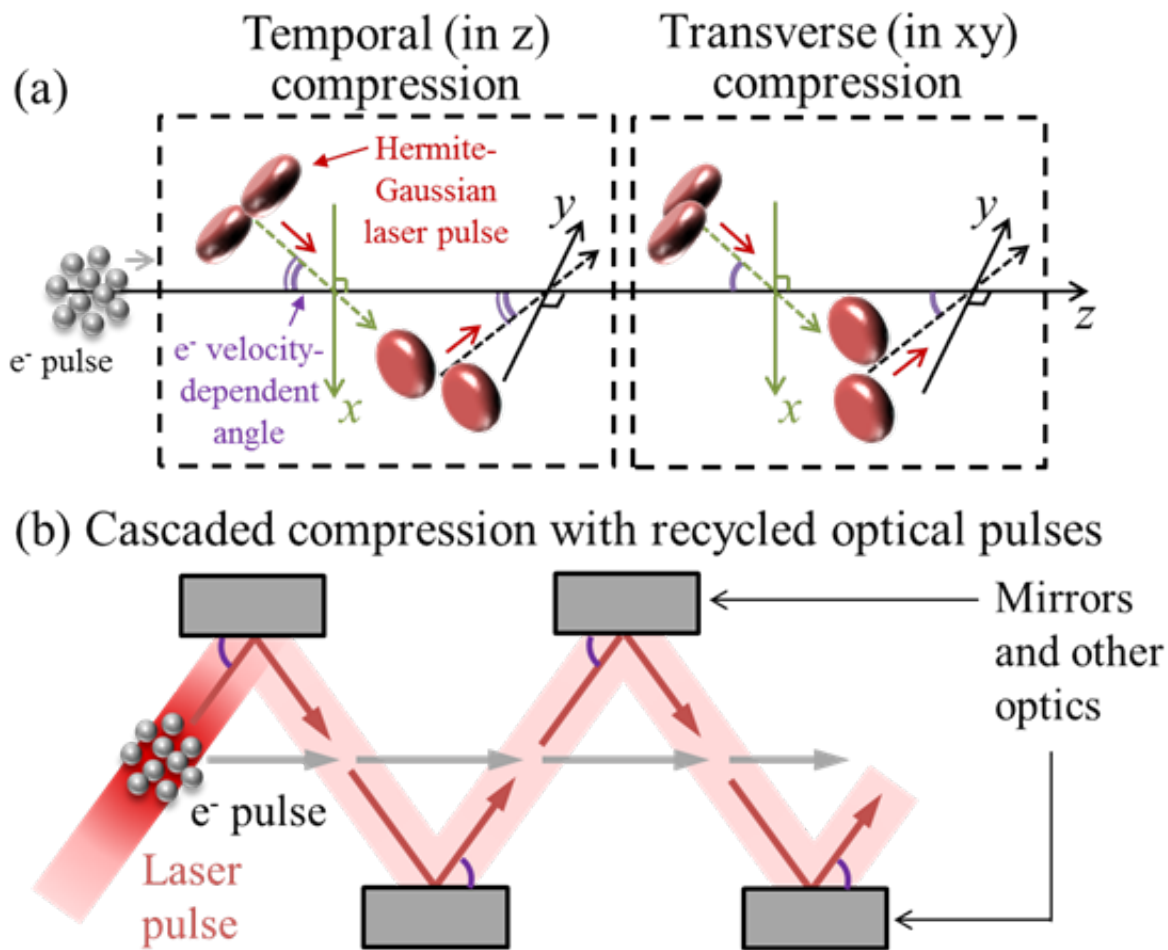 (a)
Temporal (in z)
compression
Transverse (in xy)
compression
Hermite-
Gaussian
laser pulse
y
y
z
e⁻ pulse
e⁻ velocity-
dependent
angle
x
x
(b) Cascaded compression with recycled optical pulses
Mirrors
and other
optics
e⁻ pulse
Laser
pulse